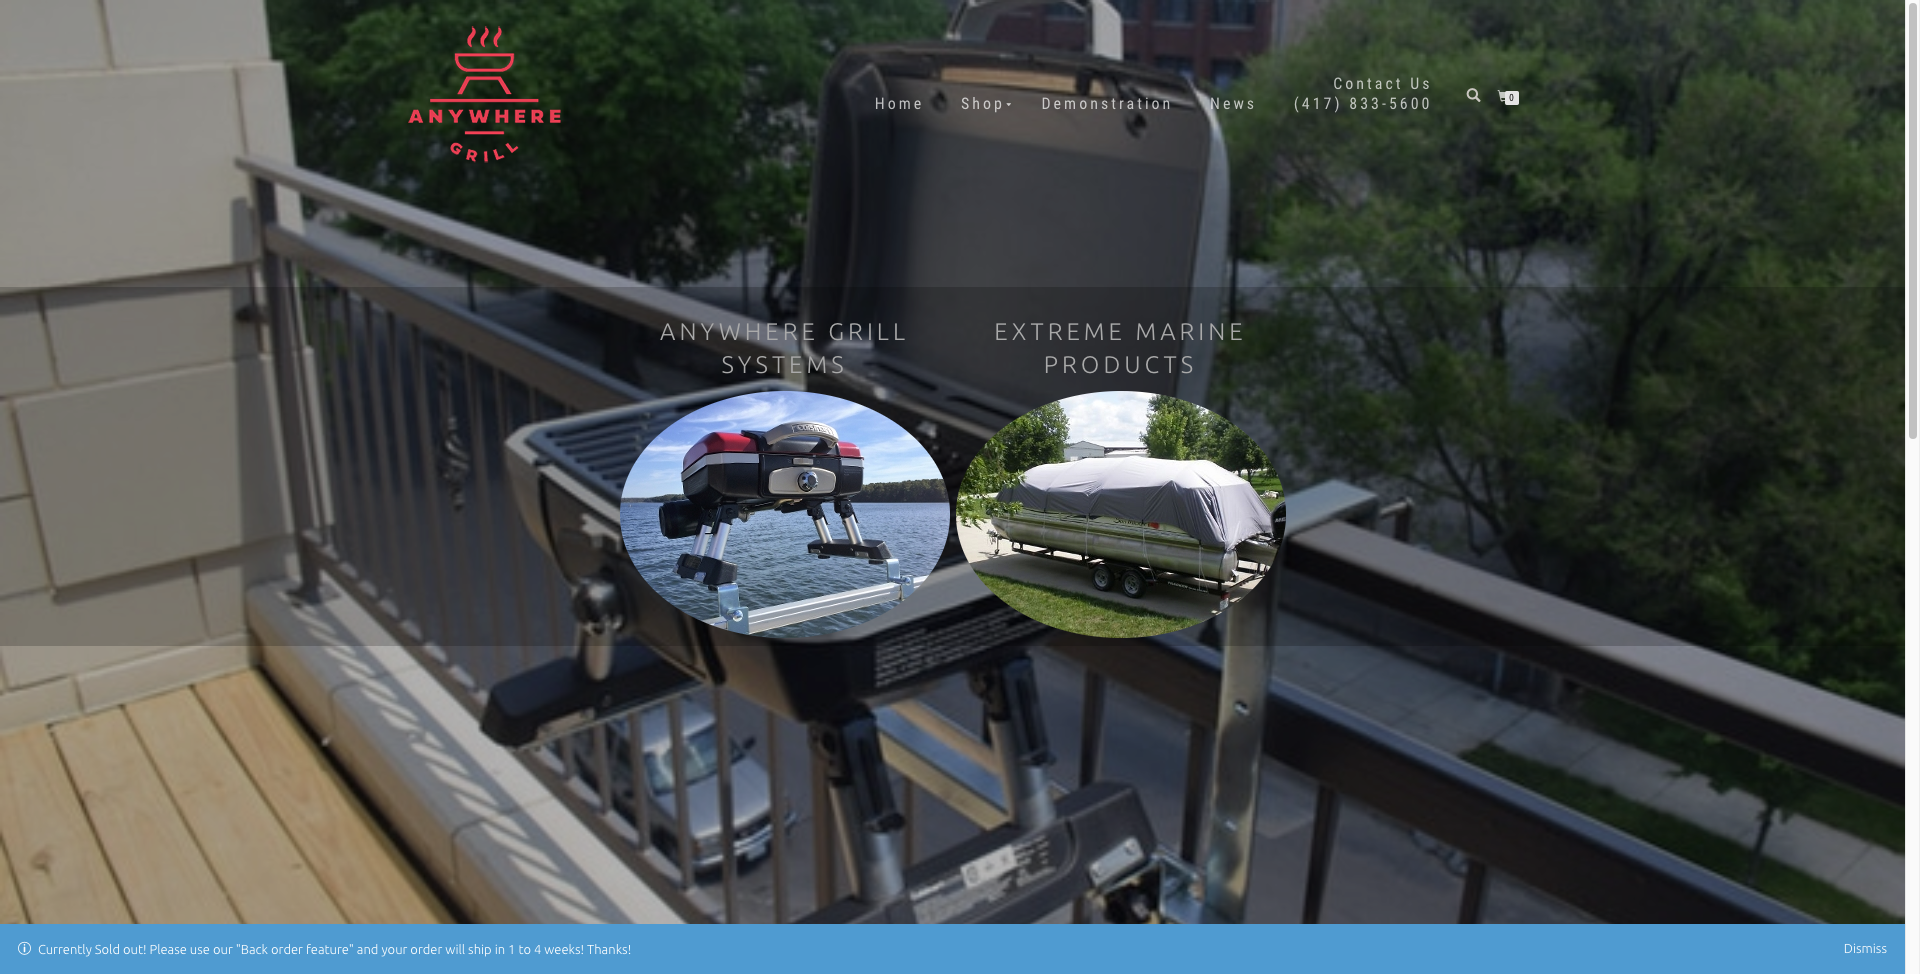 ANYWHERE
GRILL
Home
Shop
Demonstration
News
Contact Us
(417) 833-5600
0
ANYWHERE GRILL
SYSTEMS
EXTREME MARINE
PRODUCTS
Currently Sold out! Please use our "Back order feature" and your order will ship in 1 to 4 weeks! Thanks!
Dismiss